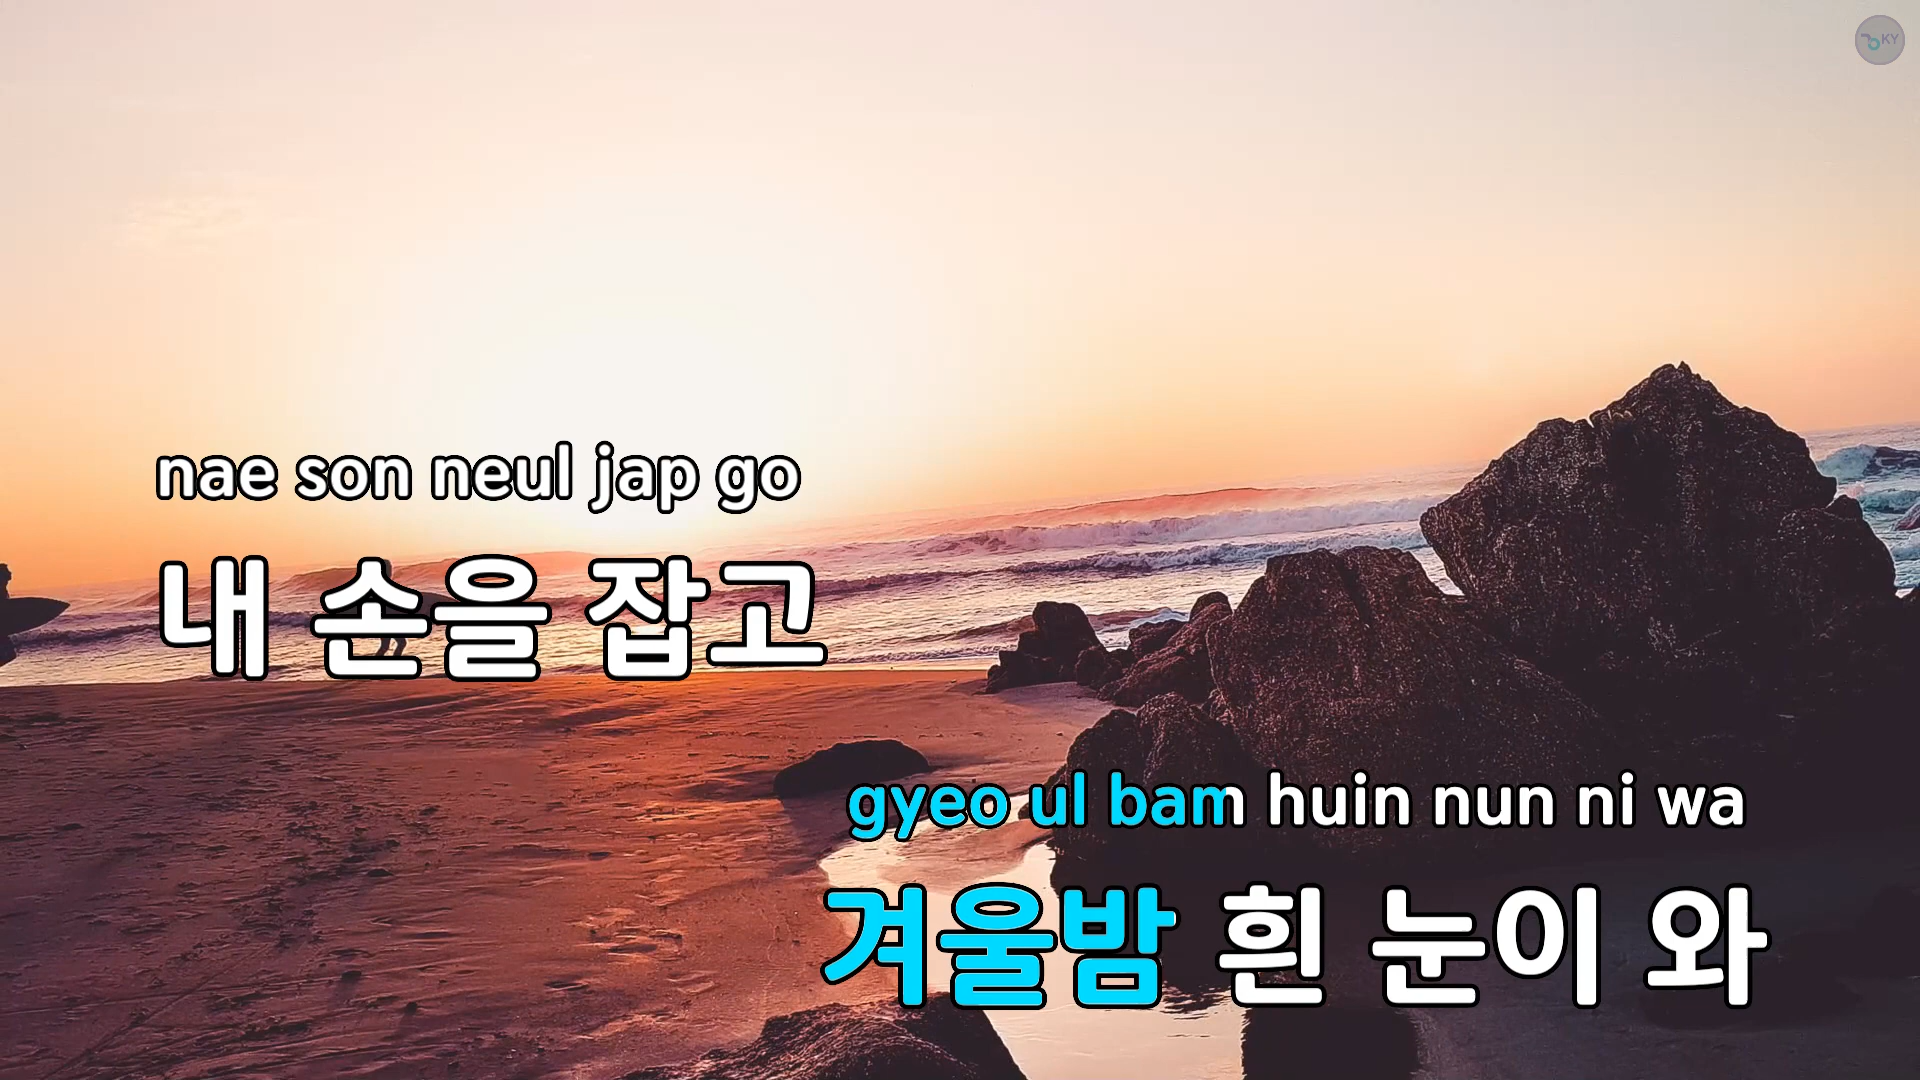 KY
nae son neul jap go
내 손을 잡고
gyeo ul bam huin nun ni wa
겨울밤 흰 눈이 와